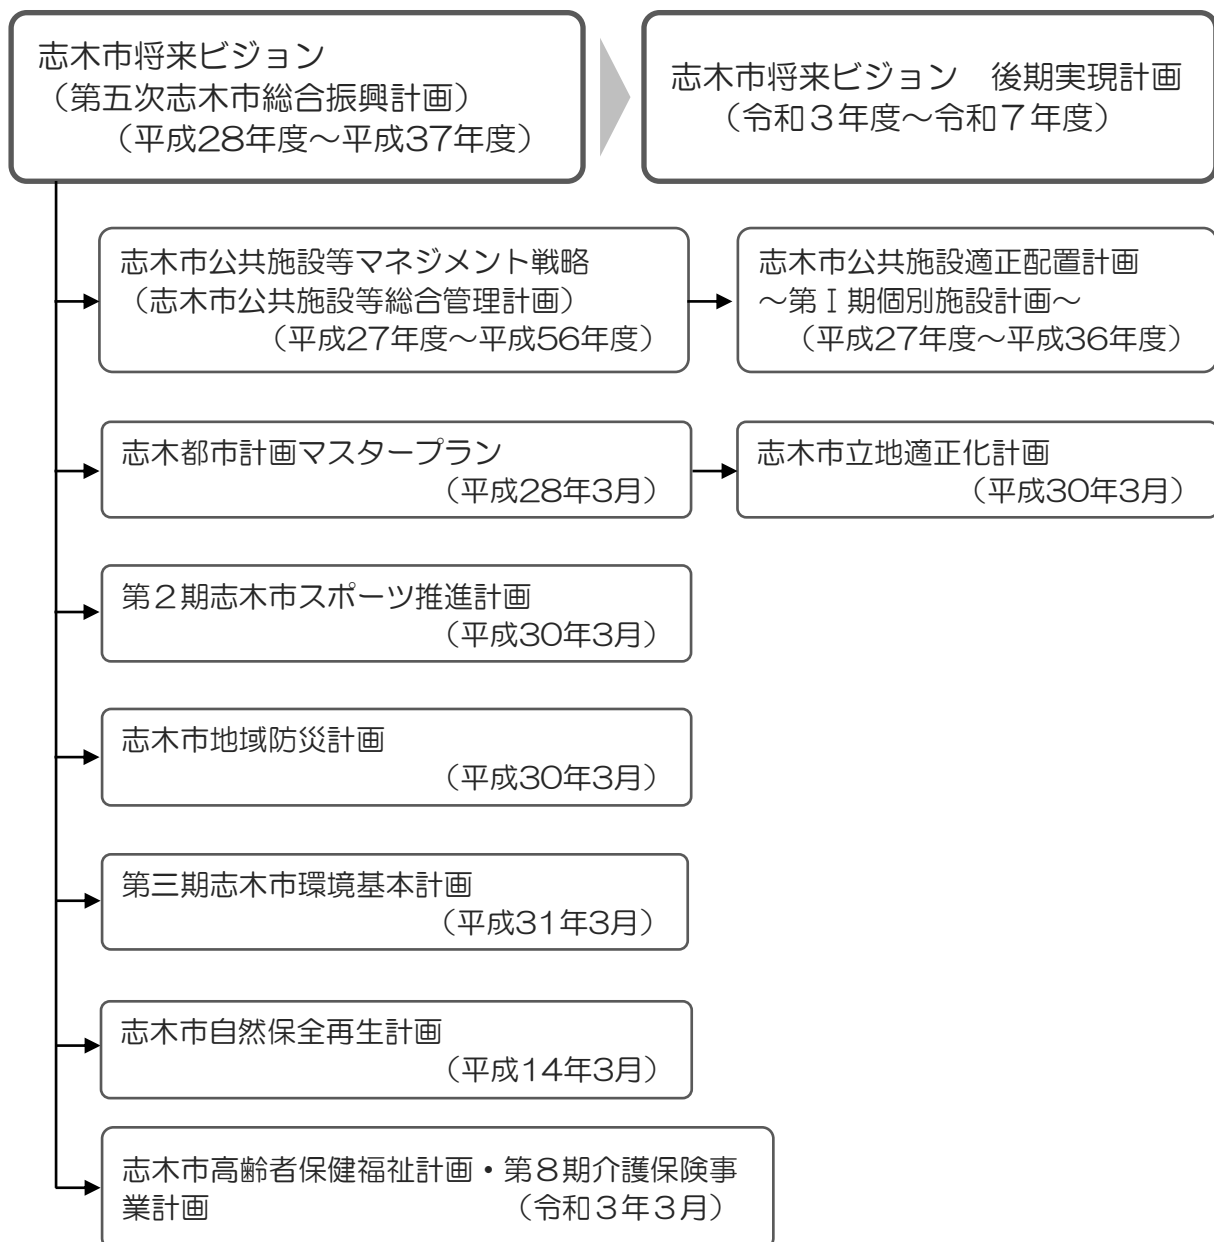 志木市将来ビジョン
（第五次志木市総合振興計画）
（平成28年度～平成37年度）
志木市将来ビジョン　後期実現計画
（令和３年度～令和７年度）
志木市公共施設等マネジメント戦略
（志木市公共施設等総合管理計画）
（平成27年度～平成56年度）
志木市公共施設適正配置計画
～第Ⅰ期個別施設計画～
（平成27年度～平成36年度）
志木都市計画マスタープラン
（平成28年3月）
志木市立地適正化計画
（平成30年3月）
第２期志木市スポーツ推進計画
（平成30年3月）
志木市地域防災計画
（平成30年3月）
第三期志木市環境基本計画
（平成31年3月）
志木市自然保全再生計画
（平成14年3月）
志木市高齢者保健福祉計画・第８期介護保険事
業計画　（令和３年３月）